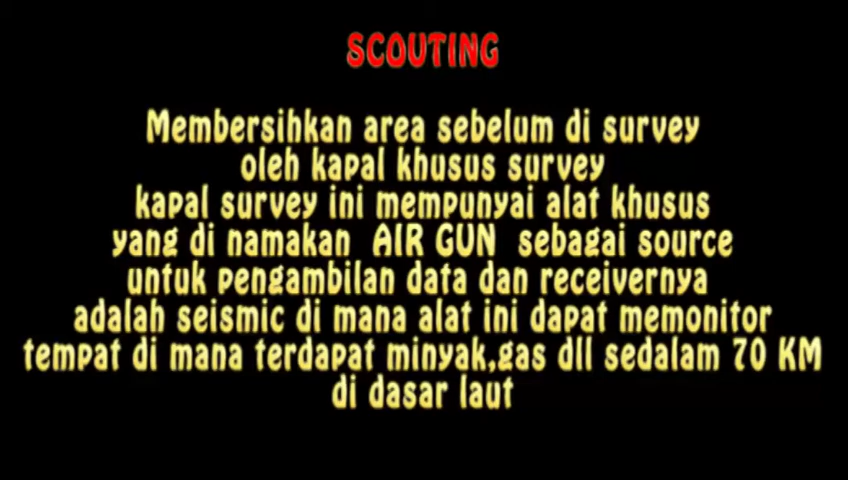 SCOUTING
Membersihkan area sebelum di survey
oleh kapal khusus survey
kapal survey ini mempunyai alat khusus
yang di namakan AIR GUN sebagai source
untuk pengambilan data dan receivernya
adalah seismic di mana alat ini dapat memonitor
tempat di mana terdapat minyak,gas dll sedalam 70 KM
di dasar laut